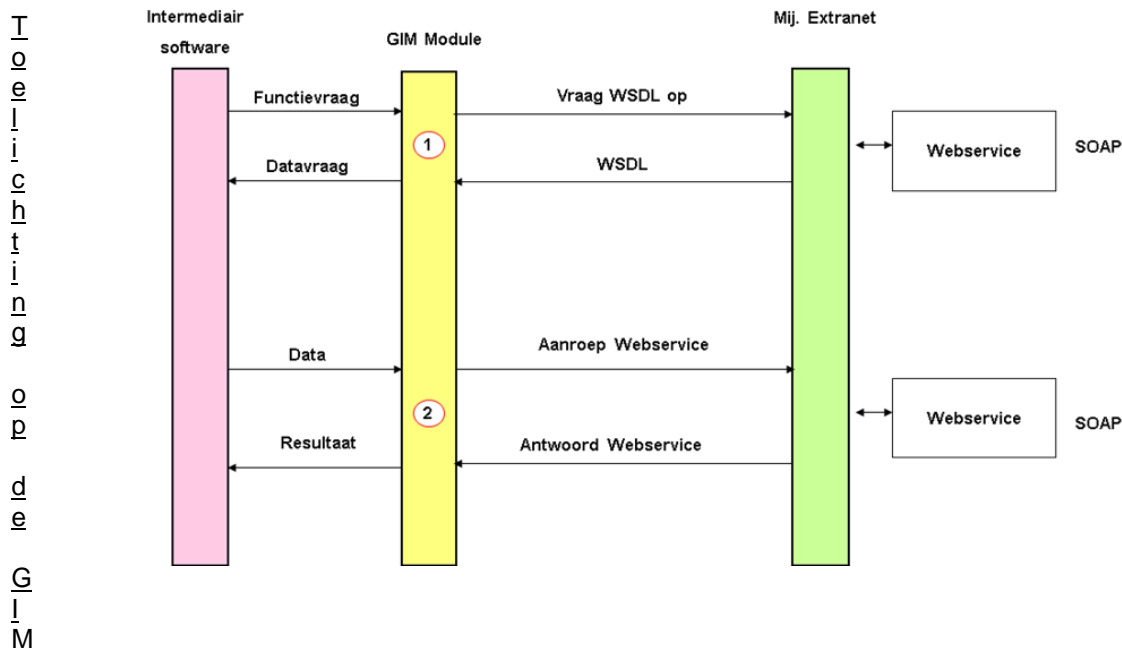 Toelichting op de GIM
Intermediair
software
GIM Module
Mij. Extranet
Functievraag
Vraag WSDL op
1
Datavraag
WSDL
Webservice
SOAP
Data
Aanroep Webservice
2
Resultaat
Antwoord Webservice
Webservice
SOAP